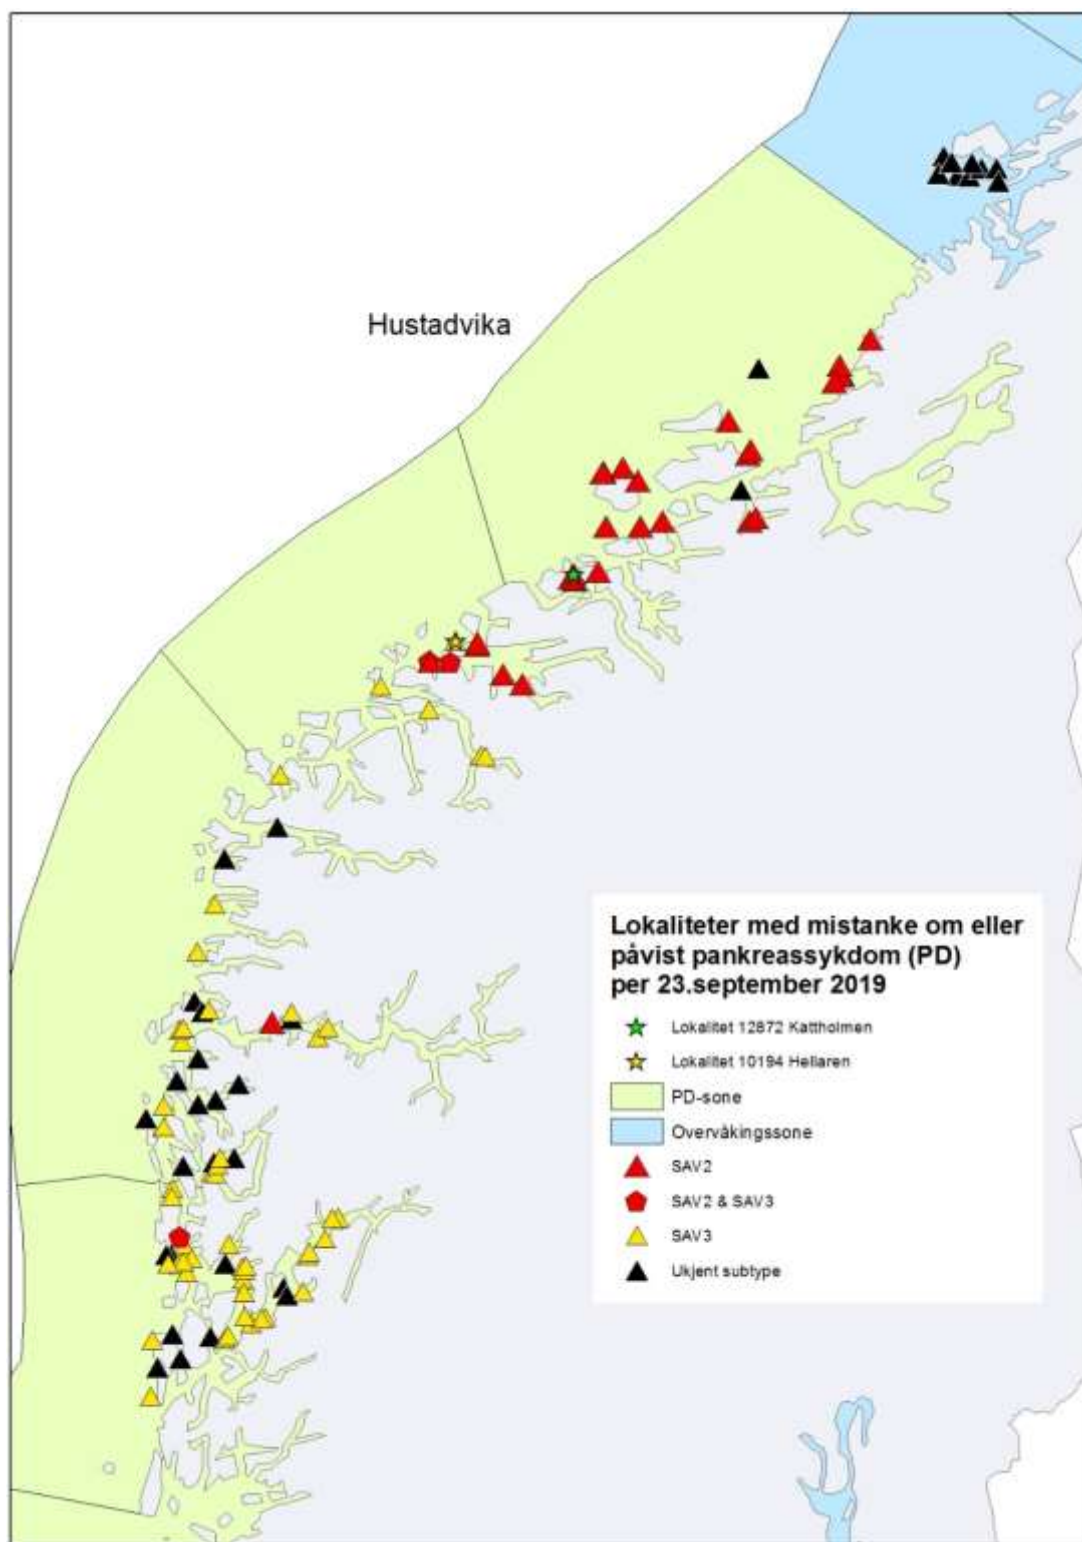 Hustadvika
Lokaliteter med mistanke om eller
påvist pankreassykdom (PD)
per 23.september 2019
Lokalitet 12872 Kattholmen
Lokalitet 10194 Hellaren
PD-sone
Overvåkingssone
SAV2
SAV2 & SAV3
SAV3
Ukjent subtype